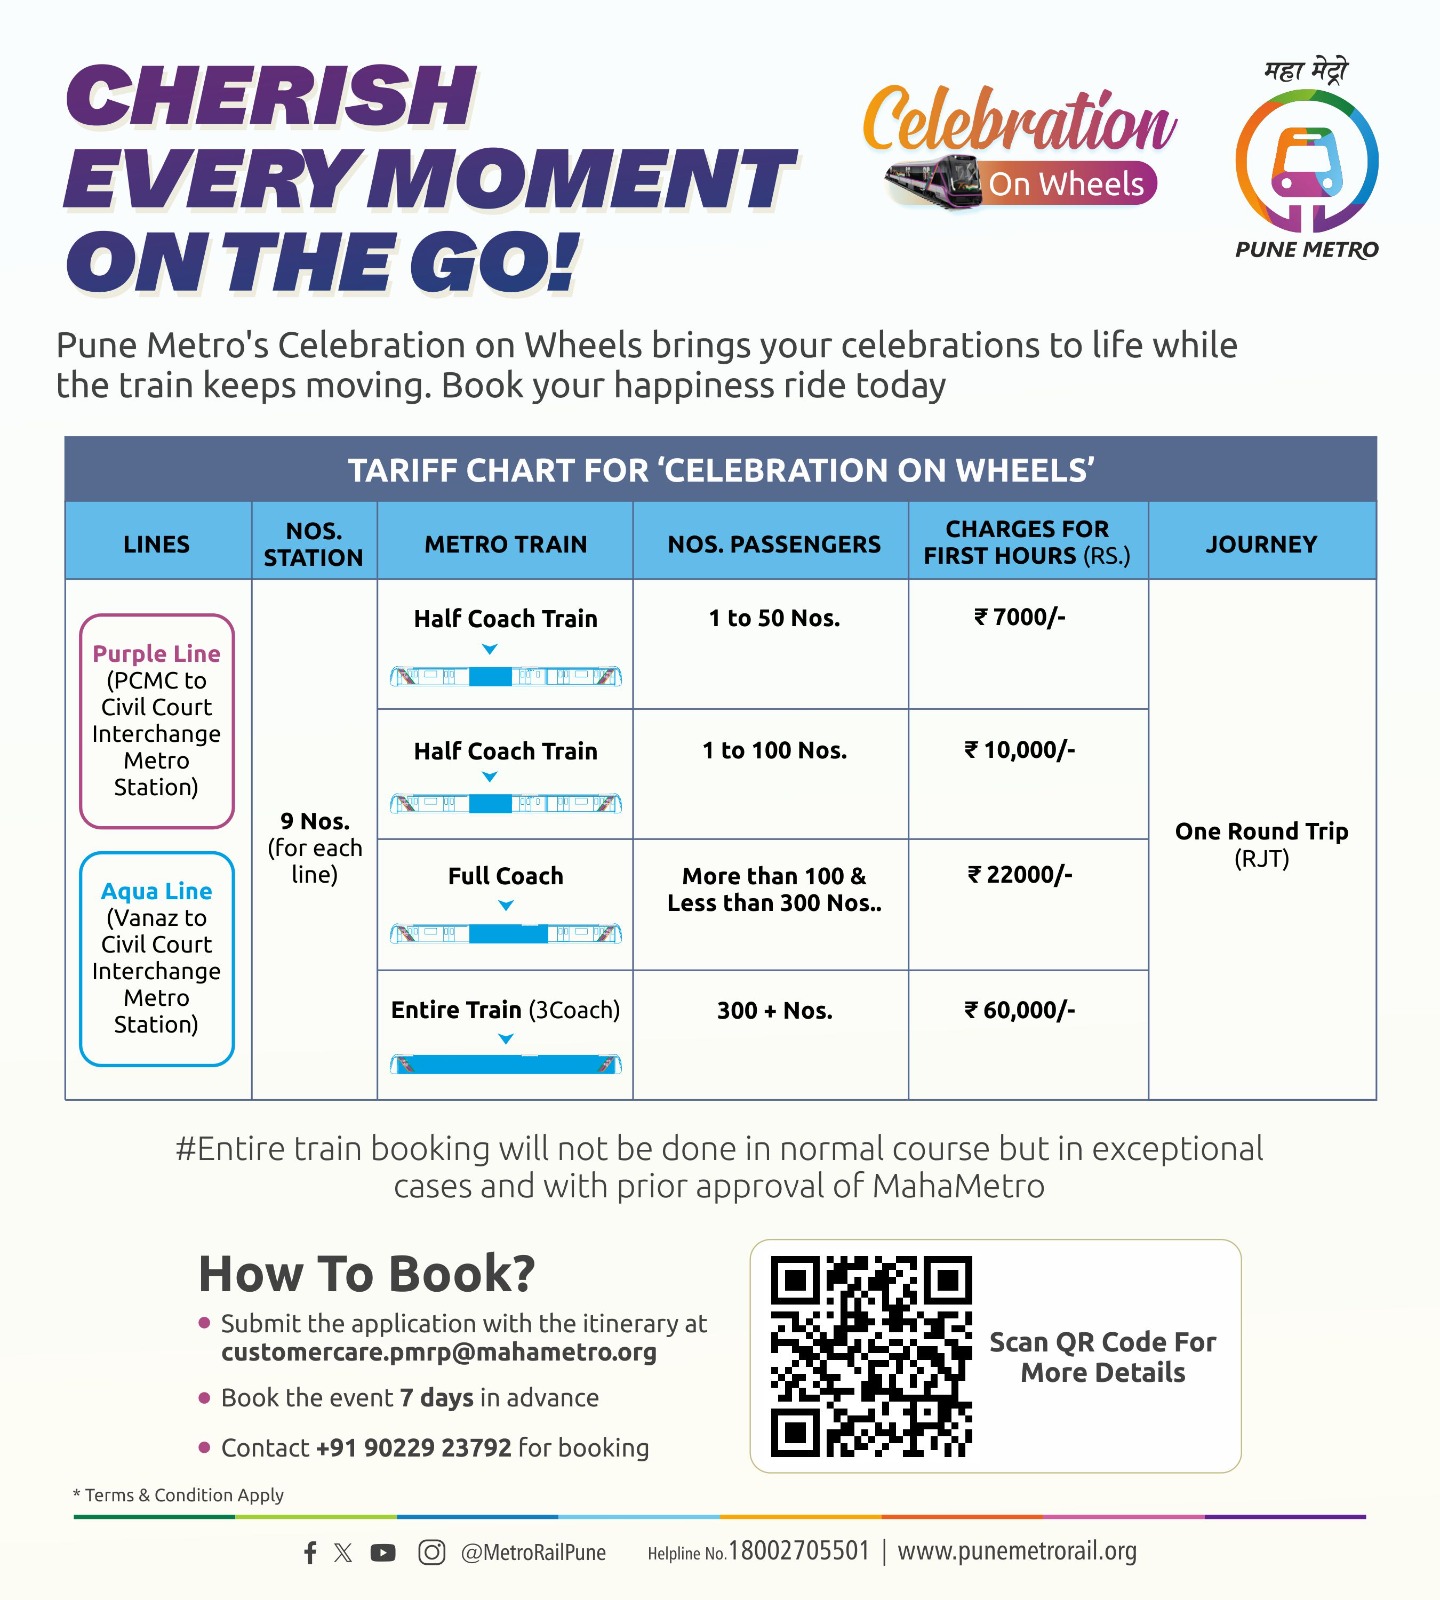 CHERISH
EVERY MOMENT
ON THE GO!
Celebration
On Wheels
महा मेट्रो
PUNE METRO
Pune Metro's Celebration on Wheels brings your celebrations to life while
the train keeps moving. Book your happiness ride today
TARIFF CHART FOR ‘CELEBRATION ON WHEELS’
LINES
NOS.
STATION
METRO TRAIN
NOS. PASSENGERS
CHARGES FOR
FIRST HOURS (RS.)
JOURNEY
Purple Line
(PCMC to
Civil Court
Interchange
Metro
Station)
Aqua Line
(Vanaz to
Civil Court
Interchange
Metro
Station)
9 Nos.
(for each
line)
Half Coach Train
1 to 50 Nos.
₹ 7000/-
Half Coach Train
1 to 100 Nos.
₹ 10,000/-
Full Coach
More than 100 &
Less than 300 Nos..
₹ 22000/-
Entire Train (3Coach)
300 + Nos.
₹ 60,000/-
One Round Trip
(RJT)
#Entire train booking will not be done in normal course but in exceptional
cases and with prior approval of MahaMetro
How To Book?
• Submit the application with the itinerary at
customercare.pmrp@mahametro.org
• Book the event 7 days in advance
• Contact +91 90229 23792 for booking
Scan QR Code For
More Details
* Terms & Condition Apply
@MetroRailPune Helpline No.18002705501 | www.punemetrorail.org